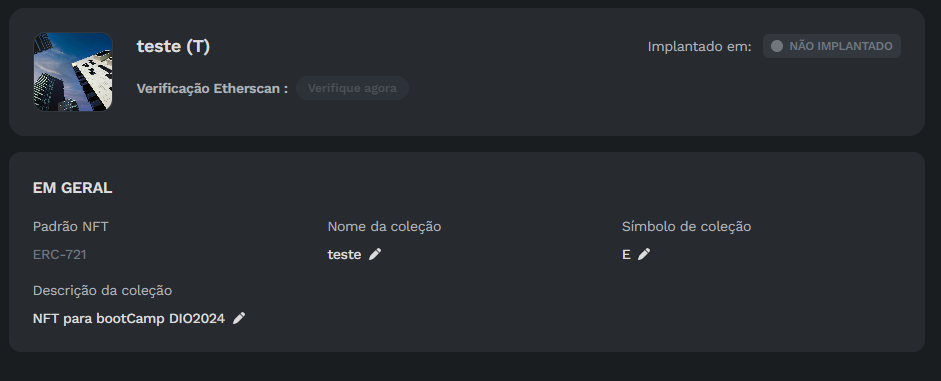 teste (T)
Implantado em: NÃO IMPLANTADO
Verificação Etherscan : Verifique agora
EM GERAL
Padrão NFT
Nome da coleção
Símbolo de coleção
ERC-721
teste
E
Descrição da coleção
NFT para bootCamp DIO2024